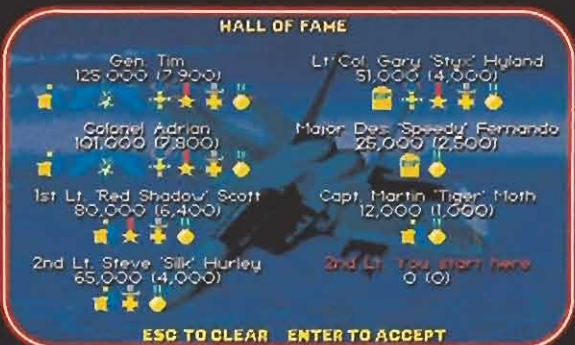 HALL OF FAME
Gen. Tim
125,000 (7,900)
Colonel Adrian
101,000 (7,800)
1st Lt. 'Red Shadow' Scott
80,000 (6,400)
2nd Lt. Steve 'Silk' Hurley
65,000 (4,000)
Lt Col. Gary 'Styx' Hyland
51,000 (4,000)
Major Des 'Speedy' Fernando
25,000 (2,500)
Capt. Martin 'Tiger' Moth
12,000 (1,000)
2nd Lt. You start here
0 (0)
ESC TO CLEAR ENTER TO ACCEPT